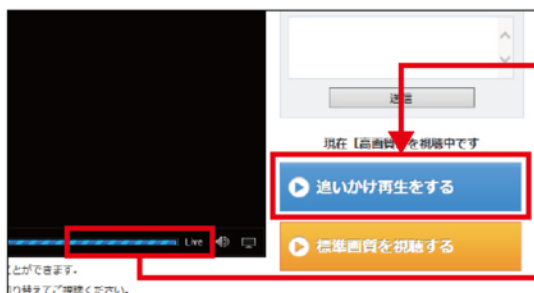 送信
現在【高画質】を視聴中です
追いかけ再生をする
Live
標準画質を視聴する
ことができます。
切り替えてご視聴ください。